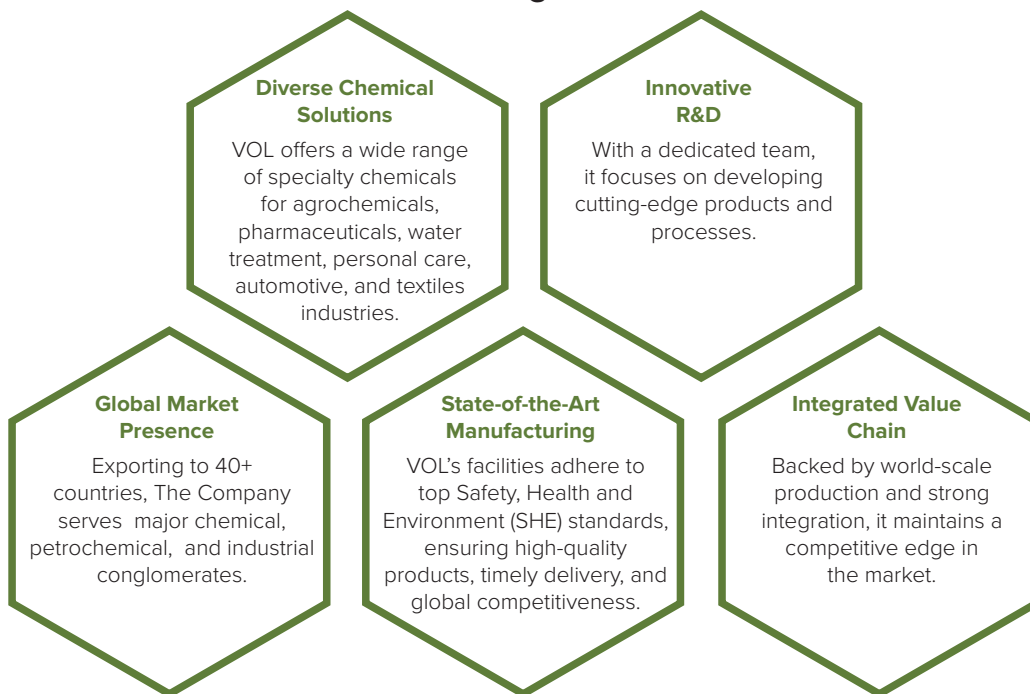 Diverse Chemical
Solutions
VOL offers a wide range
of specialty chemicals
for agrochemicals,
pharmaceuticals, water
treatment, personal care,
automotive, and textiles
industries.
Innovative
R&D
With a dedicated team,
it focuses on developing
cutting-edge products and
processes.
Global Market
Presence
Exporting to 40+
countries, The Company
serves major chemical,
petrochemical, and industrial
conglomerates.
State-of-the-Art
Manufacturing
VOL's facilities adhere to
top Safety, Health and
Environment (SHE) standards,
ensuring high-quality
products, timely delivery, and
global competitiveness.
Integrated Value
Chain
Backed by world-scale
production and strong
integration, it maintains a
competitive edge in
the market.